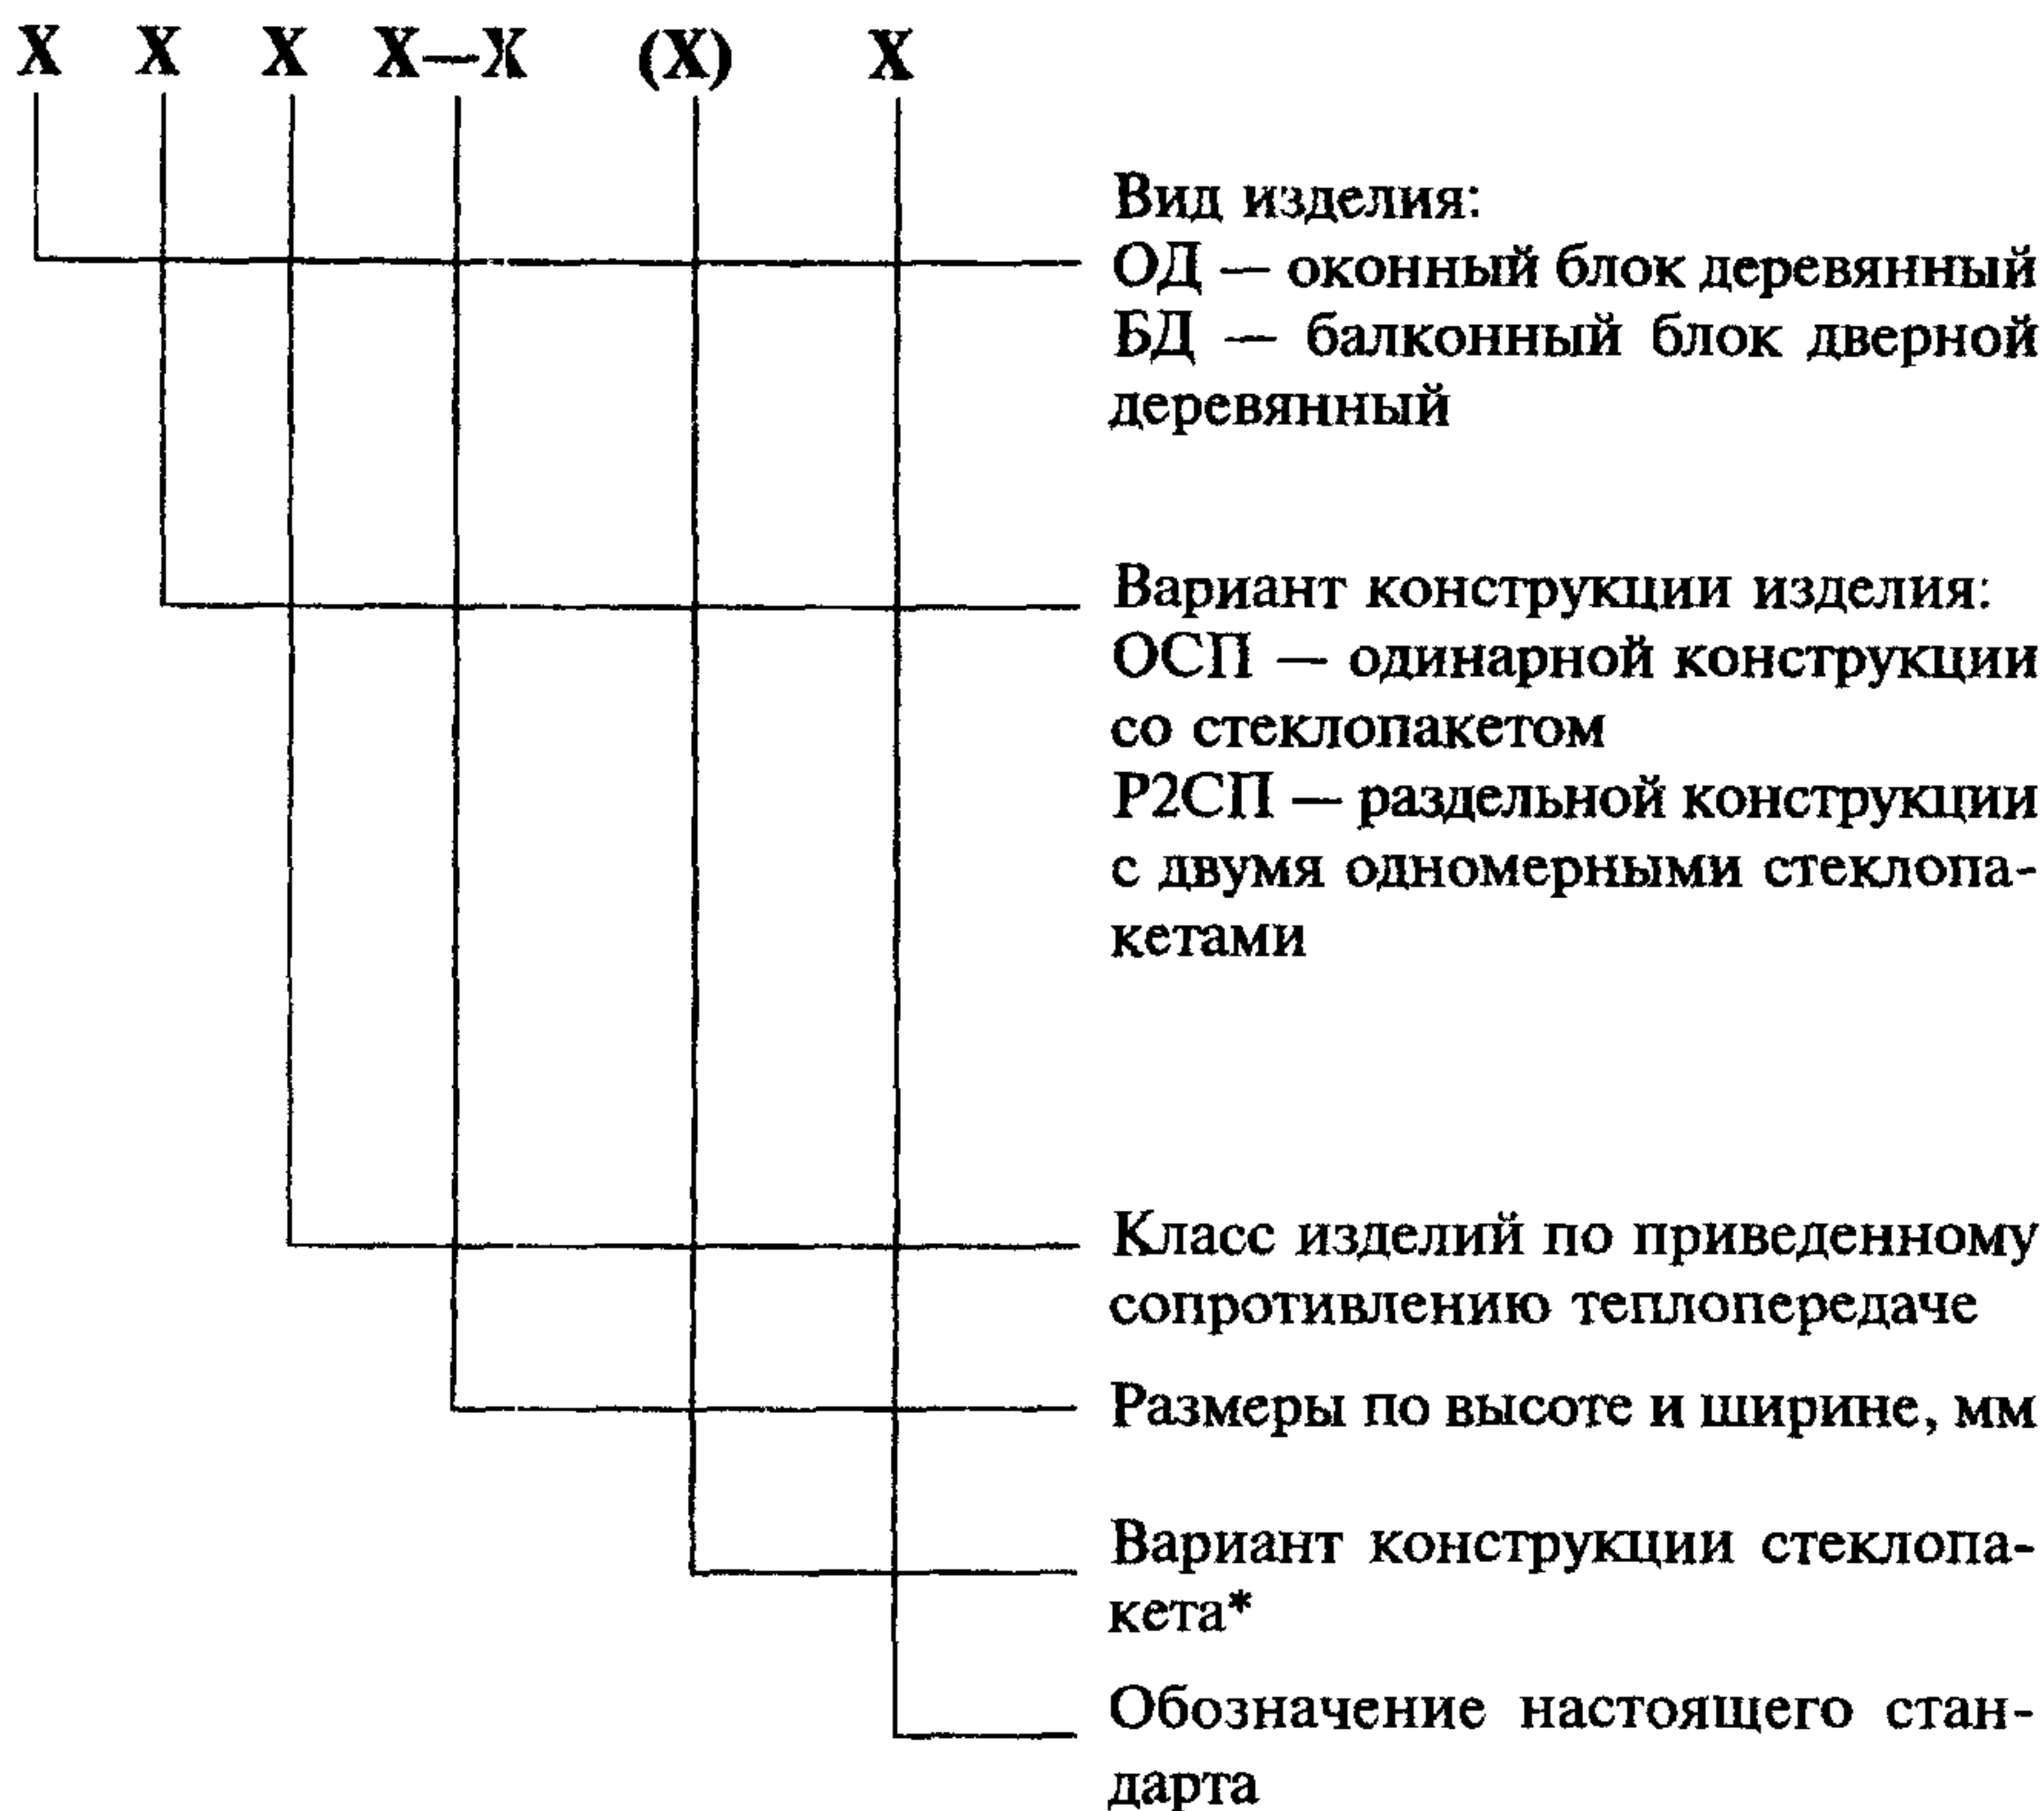 X X X X—X (X) X
Вид изделия:
ОД — оконный блок деревянный
БД — балконный блок дверной
деревянный
Вариант конструкции изделия:
ОСП — одинарной конструкции
со стеклопакетом
Р2СП — раздельной конструкции
с двумя одномерными стеклопа-
кетами
Класс изделий по приведенному
сопротивлению теплопередаче
Размеры по высоте и ширине, мм
Вариант конструкции стеклопа-
кета*
Обозначение настоящего стан-
дарта